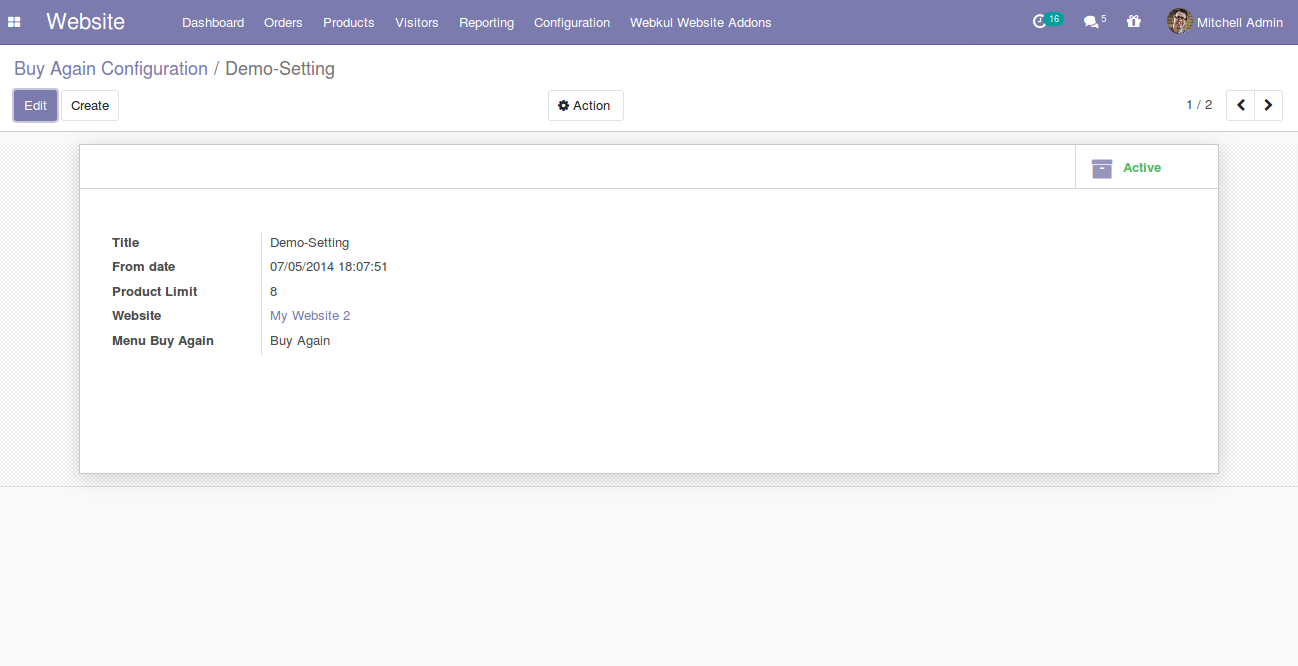 Website Dashboard Orders Products Visitors Reporting Configuration Webkul Website Addons 16 5 Mitchell Admin
Buy Again Configuration / Demo-Setting
Edit Create Action 1 / 2
Active
Title Demo-Setting
From date 07/05/2014 18:07:51
Product Limit 8
Website My Website 2
Menu Buy Again Buy Again